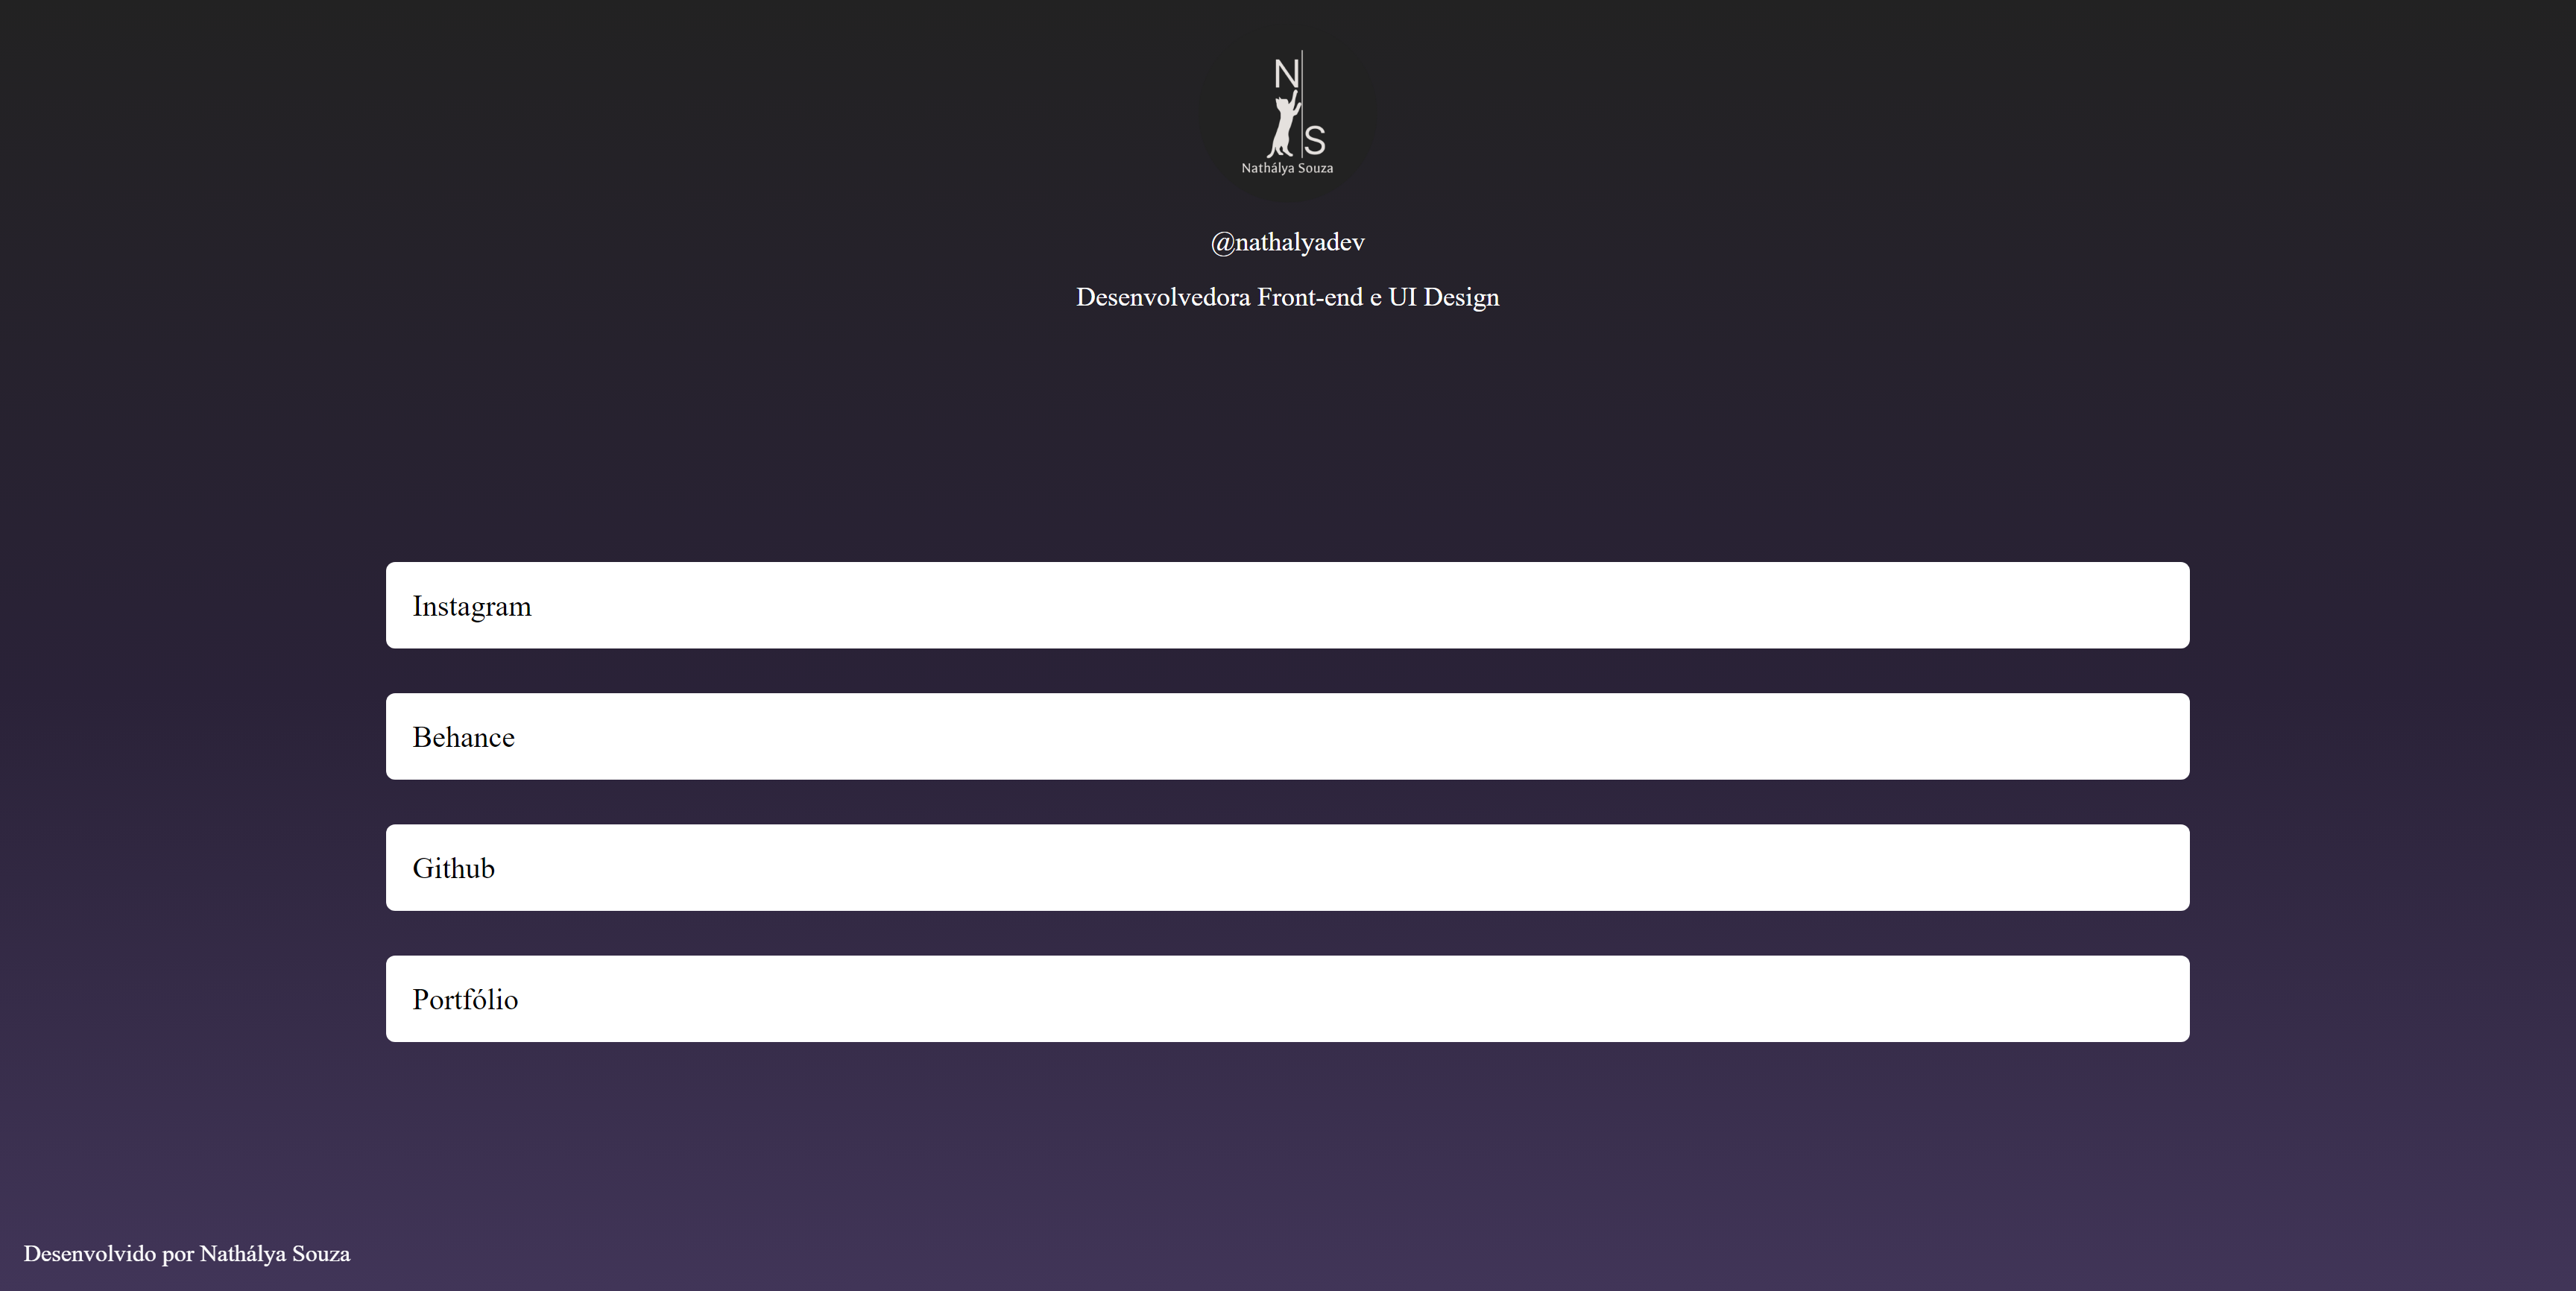 N
S
Nathálya Souza
@nathalyadev
Desenvolvedora Front-end e UI Design
Instagram
Behance
Github
Portfólio
Desenvolvido por Nathálya Souza